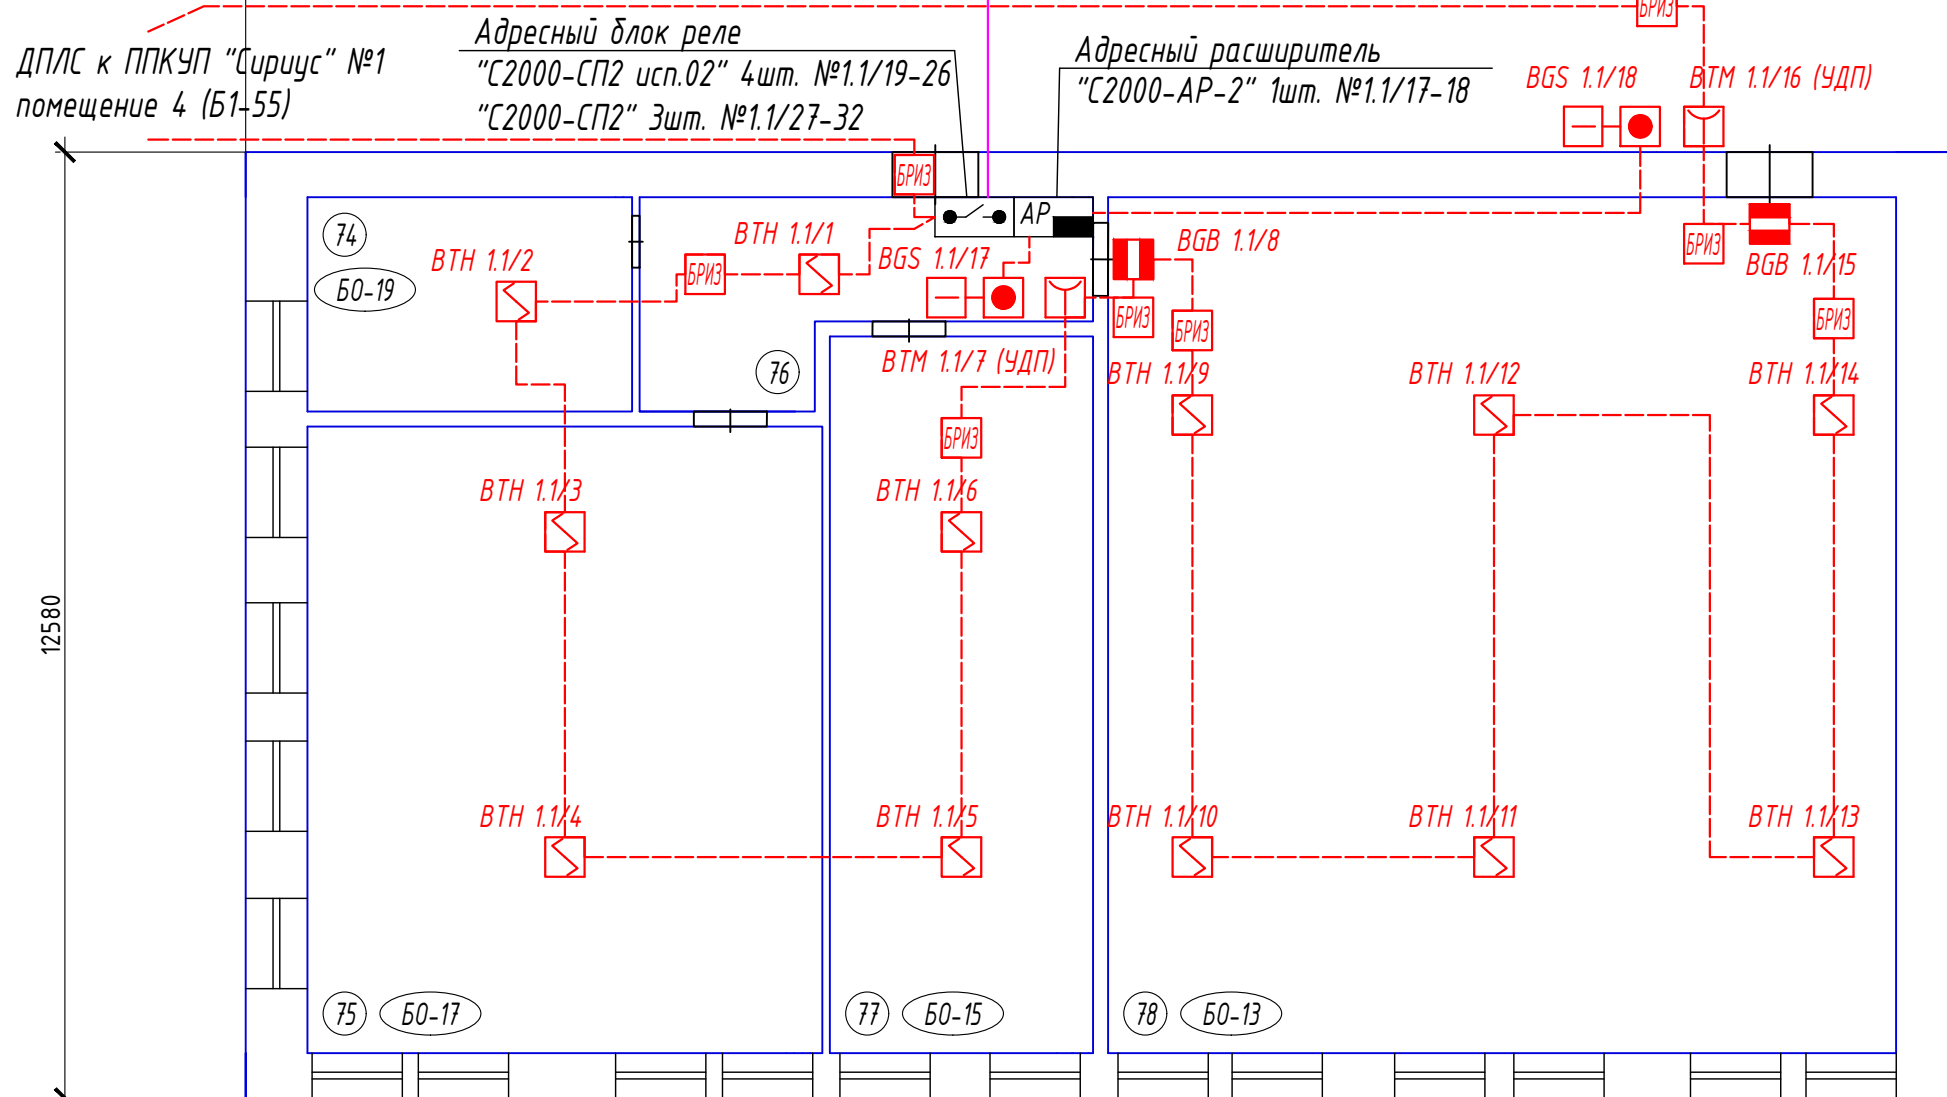 БРИЗ
Адресный блок реле
"С2000-СП2 исп.02" 4шт. №1.1/19-26
"С2000-СП2" 3шт. №1.1/27-32
ДПЛС к ППКУП "Сириус" №1
помещение 4 (Б1-55)
Адресный расширитель
"С2000-АР-2" 1шт. №1.1/17-18
BGS 1.1/18
BTM 1.1/16 (УДП)
БРИЗ
74
БО-19
BTH 1.1/2
BTH 1.1/1
БРИЗ
АР
BGS 1.1/17
BGB 1.1/8
БРИЗ
БРИЗ
БРИЗ
BGB 1.1/15
БРИЗ
76
BTM 1.1/7 (УДП)
BTH 1.1/9
BTH 1.1/12
BTH 1.1/14
БРИЗ
BTH 1.1/3
BTH 1.1/6
12580
BTH 1.1/4
BTH 1.1/5
BTH 1.1/10
BTH 1.1/11
BTH 1.1/13
75
БО-17
77
БО-15
78
БО-13